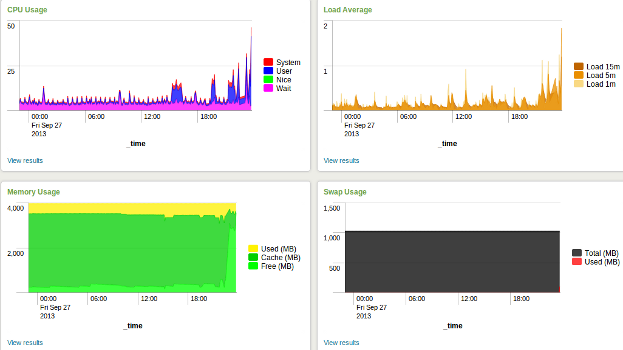 CPU Usage
50
25
System
User
Nice
Wait
00:00 06:00 12:00 18:00
Fri Sep 27
2013
_time
View results
Load Average
2
1
Load 15m
Load 5m
Load 1m
00:00 06:00 12:00 18:00
Fri Sep 27
2013
_time
View results
Memory Usage
4,000
2,000
Used (MB)
Cache (MB)
Free (MB)
00:00 06:00 12:00 18:00
Fri Sep 27
2013
_time
View results
Swap Usage
1,500
1,000
500
Total (MB)
Used (MB)
00:00 06:00 12:00 18:00
Fri Sep 27
2013
_time
View results